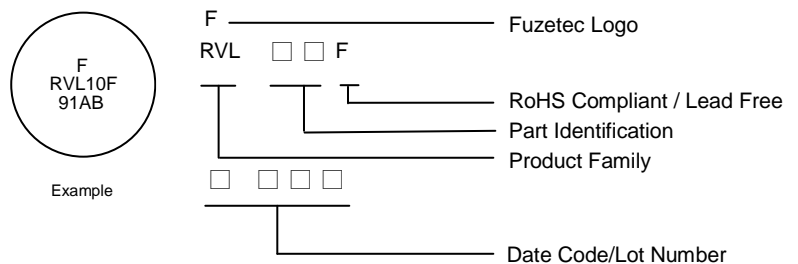 F
RVL10F
91AB
Example
F
Fuzetec Logo
RVL □ □ F
RoHS Compliant / Lead Free
Part Identification
Product Family
□ □ □ □
Date Code/Lot Number